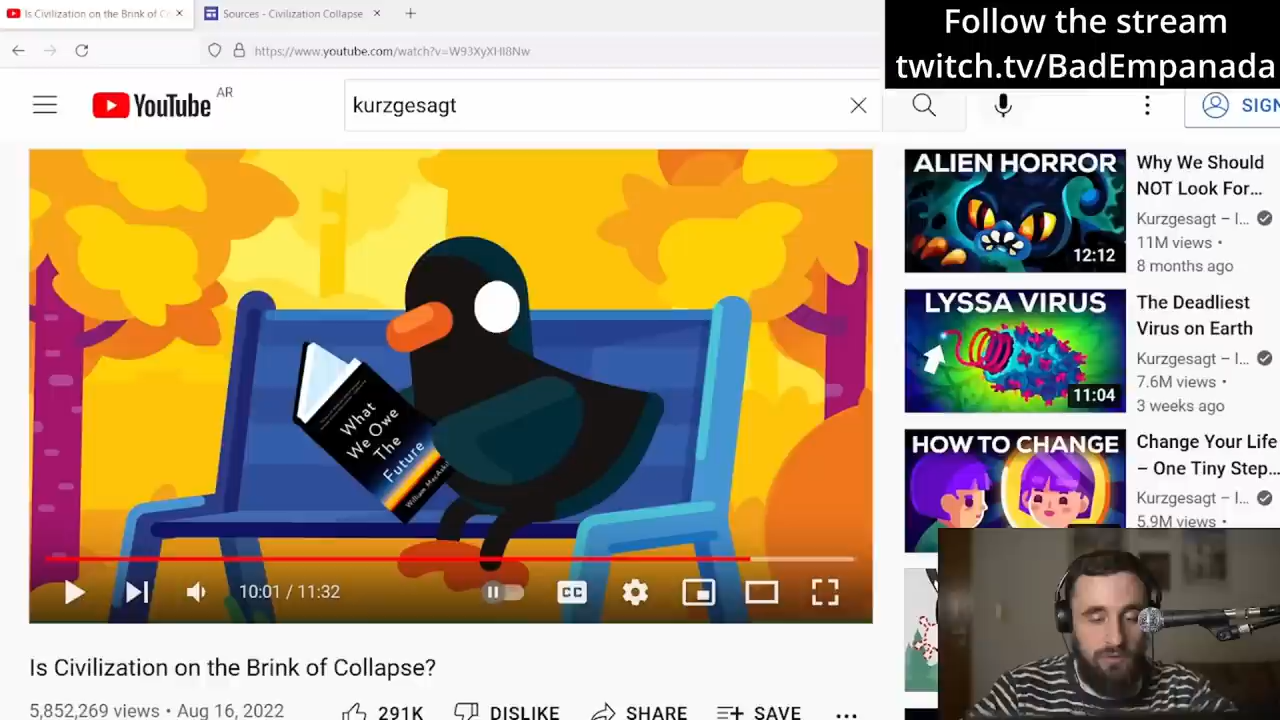 Is Civilization on the Brink of C
Sources - Civilization Collapse
Follow the stream
twitch.tv/BadEmpanada
https://www.youtube.com/watch?v=W93XyXHI8Nw
YouTube
AR
kurzgesagt
SIGN
What
We Owe
The
Future
William MacAskill
10:01 / 11:32
CC
Is Civilization on the Brink of Collapse?
5,852,269 views • Aug 16, 2022
291K
DISLIKE
SHARE
SAVE
ALIEN HORROR
12:12
Why We Should
NOT Look For...
Kurzgesagt – I...
11M views •
8 months ago
LYSSA VIRUS
11:04
The Deadliest
Virus on Earth
Kurzgesagt – I...
7.6M views •
3 weeks ago
HOW TO CHANGE
Change Your Life
– One Tiny Step...
Kurzgesagt – I...
5.9M views •